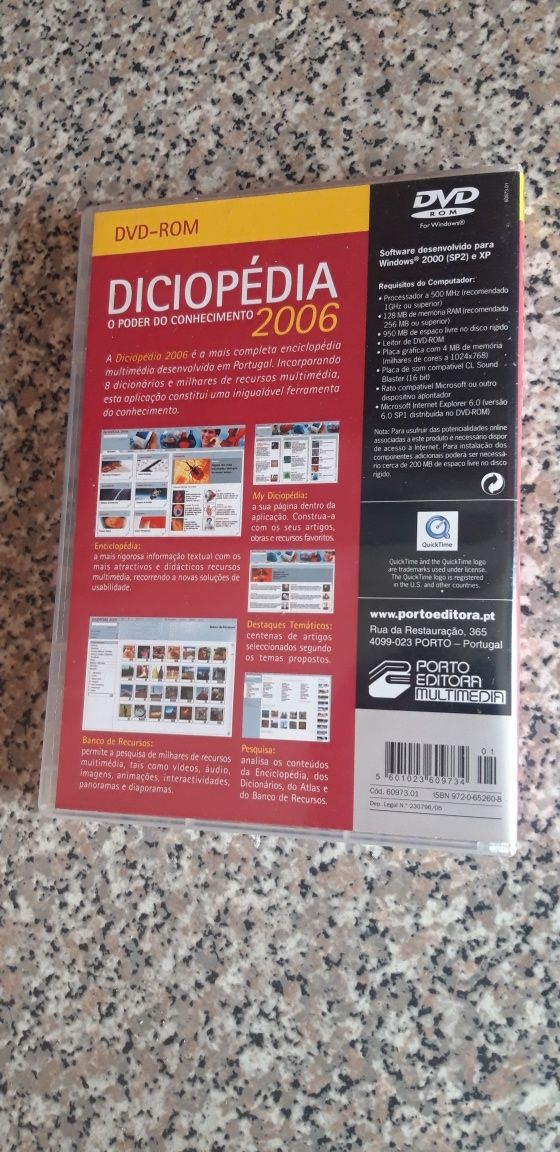 DVD-ROM
DICIOPÉDIA
O PODER DO CONHECIMENTO 2006
A Diciopédia 2006 é a mais completa enciclopédia
multimédia desenvolvida em Portugal. Incorporando
8 dicionários e milhares de recursos multimédia,
esta aplicação constitui uma inigualável ferramenta
do conhecimento.
Enciclopédia:
a mais rigorosa informação textual com os
mais atractivos e didácticos recursos
multimédia, recorrendo a novas soluções de
usabilidade.
My Diciopédia:
a sua página dentro da
aplicação. Construa-a
com os seus artigos,
obras e recursos favoritos.
Destaques Temáticos:
centenas de artigos
seleccionados segundo
os temas propostos.
Banco de Recursos:
permite a pesquisa de milhares de recursos
multimédia, tais como vídeos, áudio,
imagens, animações, interactividades,
panoramas e diaporamas.
Pesquisa:
analisa os conteúdos
da Enciclopédia, dos
Dicionários, do Atlas e
do Banco de Recursos.
DVD
ROM
For Windows®
60973.01
Software desenvolvido para
Windows® 2000 (SP2) e XP
Requisitos do Computador:
• Processador a 500 MHz (recomendado
1GHz ou superior)
• 128 MB de memória RAM (recomendado
256 MB ou superior)
• 950 MB de espaço livre no disco rígido
• Leitor de DVD-ROM
• Placa gráfica com 4 MB de memória
(milhares de cores a 1024x768)
• Placa de som compatível CL Sound
Blaster (16 bit)
• Rato compatível Microsoft ou outro
dispositivo apontador
• Microsoft Internet Explorer 6.0 (versão
6.0 SP1 distribuída no DVD-ROM)
Nota: Para usufruir das potencialidades online
associadas a este produto é necessário dispor
de acesso à Internet. Para instalação dos
componentes adicionais poderá ser necessá-
rio cerca de 200 MB de espaço livre no disco
rígido.
QuickTime
QuickTime and the QuickTime logo
are trademarks used under license.
The QuickTime logo is registered
in the U.S. and other countries.
www.portoeditora.pt
Rua da Restauração, 365
4099-023 PORTO – Portugal
PORTO
EDITORA
MULTIMEDIA
01
5 601023 609734
Cód. 60973.01 ISBN 972-0-65260-8
Dep. Legal N.º 230796/05